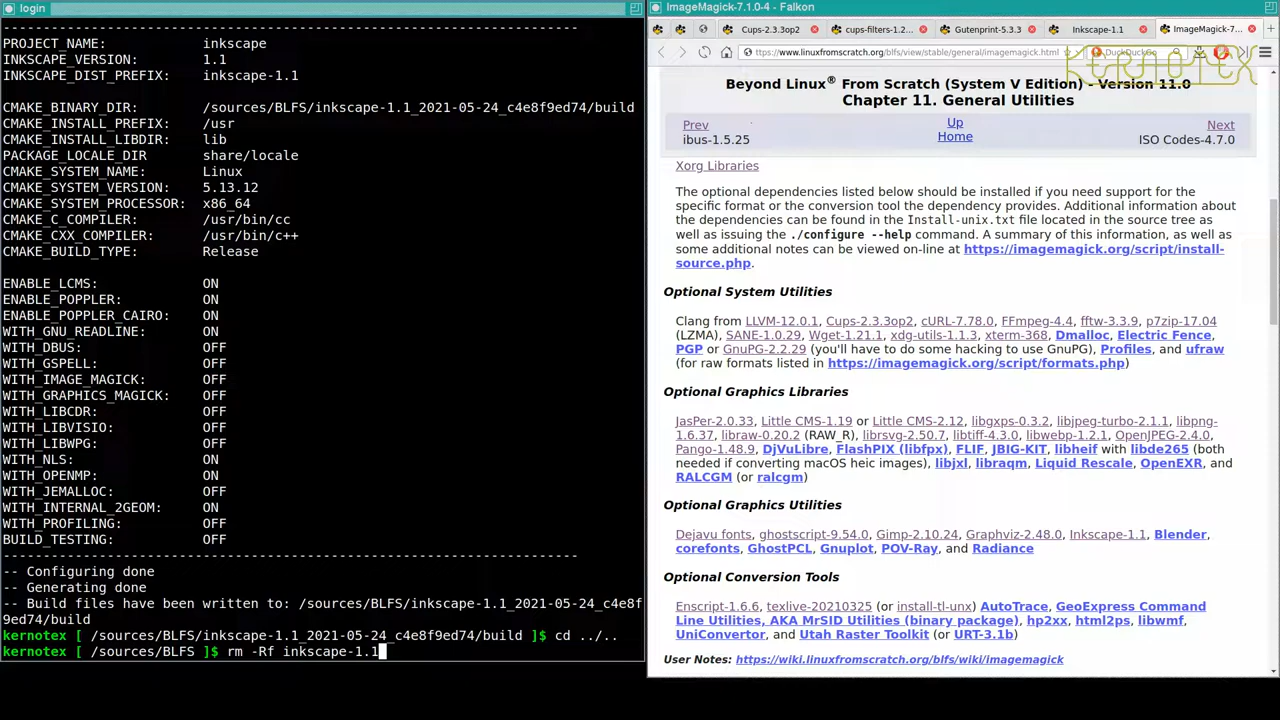 login
-------------------------------------------------------------------
PROJECT_NAME: inkscape
INKSCAPE_VERSION: 1.1
INKSCAPE_DIST_PREFIX: inkscape-1.1
CMAKE_BINARY_DIR: /sources/BLFS/inkscape-1.1_2021-05-24_c4e8f9ed74/build
CMAKE_INSTALL_PREFIX: /usr
CMAKE_INSTALL_LIBDIR: lib
PACKAGE_LOCALE_DIR share/locale
CMAKE_SYSTEM_NAME: Linux
CMAKE_SYSTEM_VERSION: 5.13.12
CMAKE_SYSTEM_PROCESSOR: x86_64
CMAKE_C_COMPILER: /usr/bin/cc
CMAKE_CXX_COMPILER: /usr/bin/c++
CMAKE_BUILD_TYPE: Release
ENABLE_LCMS: ON
ENABLE_POPPLER: ON
ENABLE_POPPLER_CAIRO: ON
WITH_GNU_READLINE: ON
WITH_DBUS: OFF
WITH_GSPELL: OFF
WITH_IMAGE_MAGICK: OFF
WITH_GRAPHICS_MAGICK: OFF
WITH_LIBCDR: OFF
WITH_LIBVISIO: OFF
WITH_LIBWPG: OFF
WITH_NLS: ON
WITH_OPENMP: ON
WITH_JEMALLOC: OFF
WITH_INTERNAL_2GEOM: ON
WITH_PROFILING: OFF
BUILD_TESTING: OFF
-------------------------------------------------------------------
-- Configuring done
-- Generating done
-- Build files have been written to: /sources/BLFS/inkscape-1.1_2021-05-24_c4e8f
9ed74/build
kernotex [ /sources/BLFS/inkscape-1.1_2021-05-24_c4e8f9ed74/build ]$ cd ../..
kernotex [ /sources/BLFS ]$ rm -Rf inkscape-1.1
ImageMagick-7.1.0-4 - Falkon
Cups-2.3.3op2 cups-filters-1.2... Gutenprint-5.3.3 Inkscape-1.1 ImageMagick-7...
https://www.linuxfromscratch.org/blfs/view/stable/general/imagemagick.html DuckDuckGo
KERNOTEX
Beyond Linux® From Scratch (System V Edition) - Version 11.0
Chapter 11. General Utilities
Prev Up Next
ibus-1.5.25 Home ISO Codes-4.7.0
Xorg Libraries
The optional dependencies listed below should be installed if you need support for the
specific format or the conversion tool the dependency provides. Additional information about
the dependencies can be found in the Install-unix.txt file located in the source tree as
well as issuing the ./configure --help command. A summary of this information, as well as
some additional notes can be viewed on-line at https://imagemagick.org/script/install-
source.php.
Optional System Utilities
Clang from LLVM-12.0.1, Cups-2.3.3op2, cURL-7.78.0, FFmpeg-4.4, fftw-3.3.9, p7zip-17.04
(LZMA), SANE-1.0.29, Wget-1.21.1, xdg-utils-1.1.3, xterm-368, Dmalloc, Electric Fence,
PGP or GnuPG-2.2.29 (you'll have to do some hacking to use GnuPG), Profiles, and ufraw
(for raw formats listed in https://imagemagick.org/script/formats.php)
Optional Graphics Libraries
JasPer-2.0.33, Little CMS-1.19 or Little CMS-2.12, libgxps-0.3.2, libjpeg-turbo-2.1.1, libpng-
1.6.37, libraw-0.20.2 (RAW_R), librsvg-2.50.7, libtiff-4.3.0, libwebp-1.2.1, OpenJPEG-2.4.0,
Pango-1.48.9, DjVuLibre, FlashPIX (libfpx), FLIF, JBIG-KIT, libheif with libde265 (both
needed if converting macOS heic images), libjxl, libraqm, Liquid Rescale, OpenEXR, and
RALCGM (or ralcgm)
Optional Graphics Utilities
Dejavu fonts, ghostscript-9.54.0, Gimp-2.10.24, Graphviz-2.48.0, Inkscape-1.1, Blender,
corefonts, GhostPCL, Gnuplot, POV-Ray, and Radiance
Optional Conversion Tools
Enscript-1.6.6, texlive-20210325 (or install-tl-unx) AutoTrace, GeoExpress Command
Line Utilities, AKA MrSID Utilities (binary package), hp2xx, html2ps, libwmf,
UniConvertor, and Utah Raster Toolkit (or URT-3.1b)
User Notes: https://wiki.linuxfromscratch.org/blfs/wiki/imagemagick